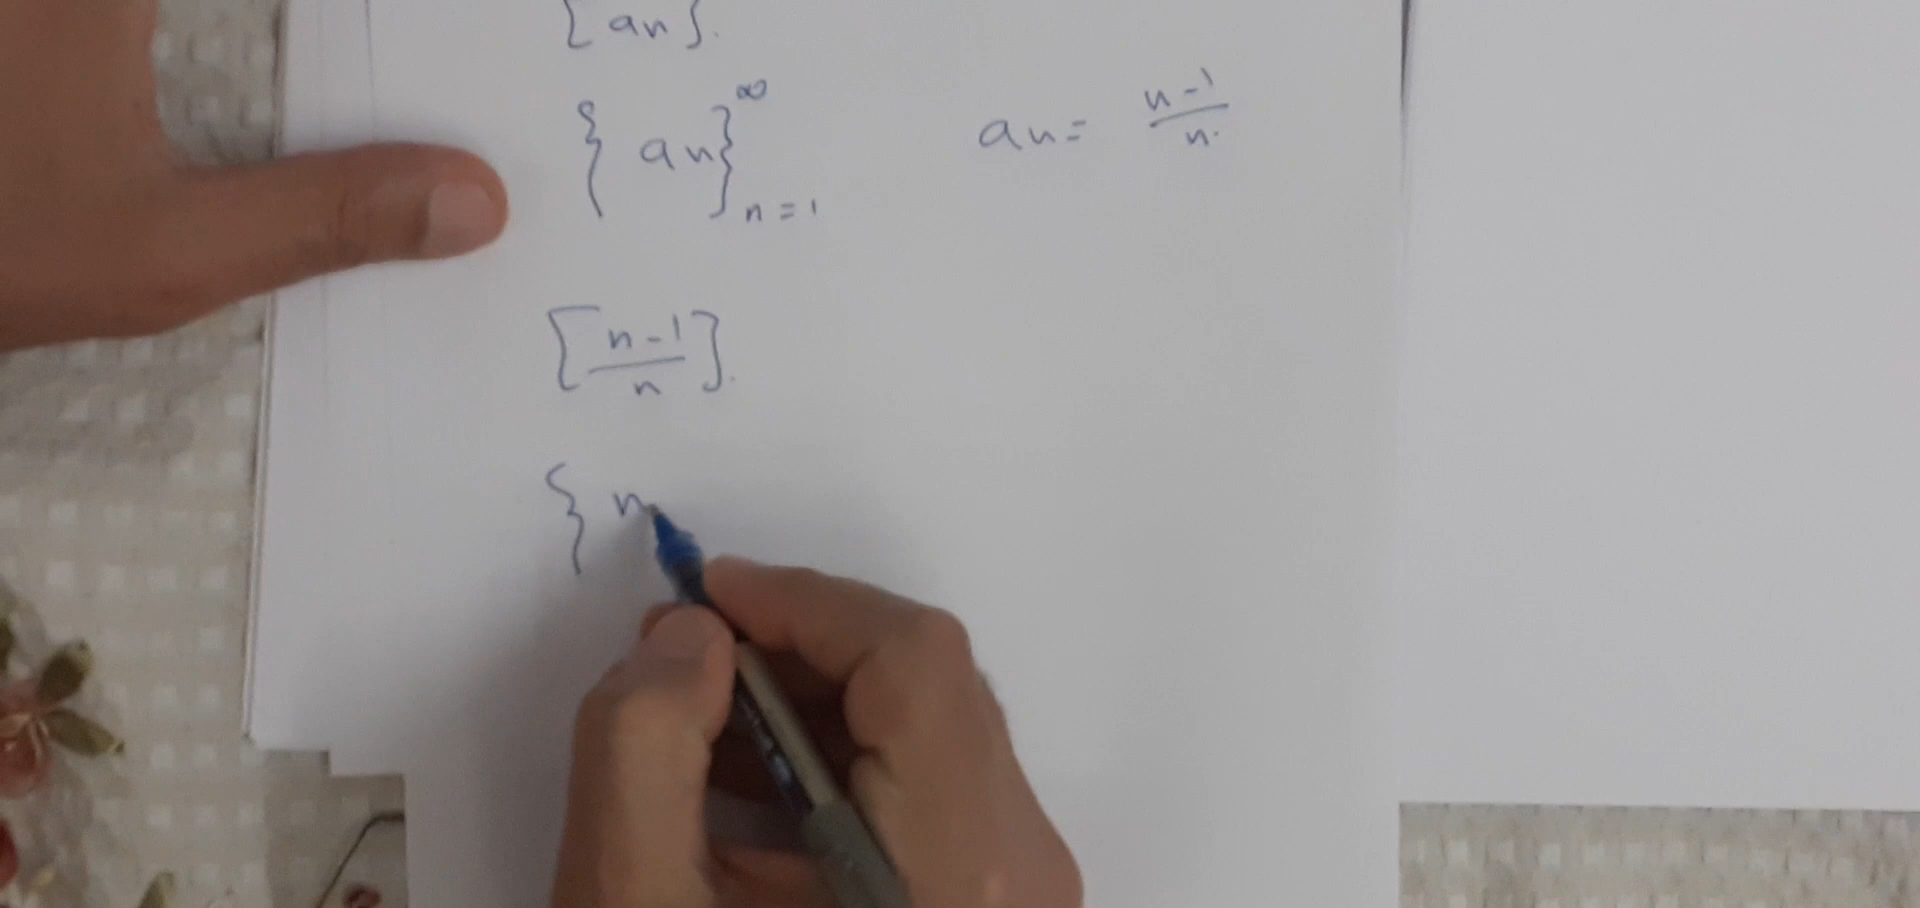 [an].
{an}^∞_{n=1} an = n-1/n.
[n-1/n].
{ n